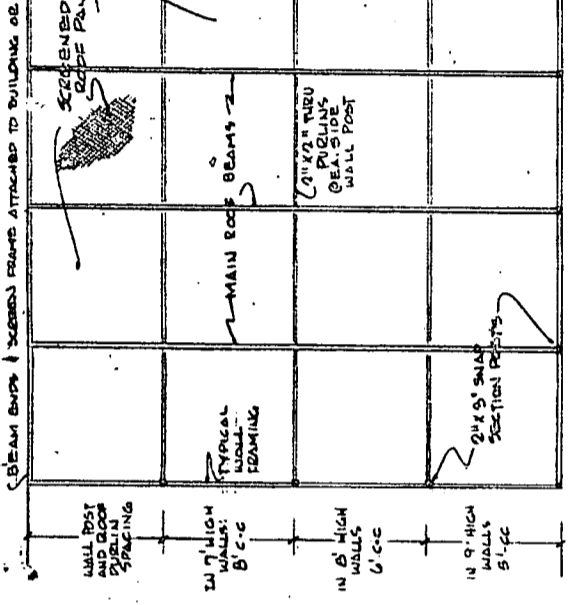 BEAM ENDS & SCREEN FRAME ATTACHED TO BUILDING OR
SCREENED
ROOF
MAIN ROOF BEAMS
2"X2" THRU
PURLINS
@EA. SIDE
WALL POST
TYPICAL
WALL
FRAMING
2"X3" SNAP
SECTION POSTS
WALL POST
AND ROOF
PURLIN
SPACING
IN 7' HIGH
WALLS:
8' C-C
IN 8' HIGH
WALLS
6'C-C
IN 9' HIGH
WALLS
5'-CC